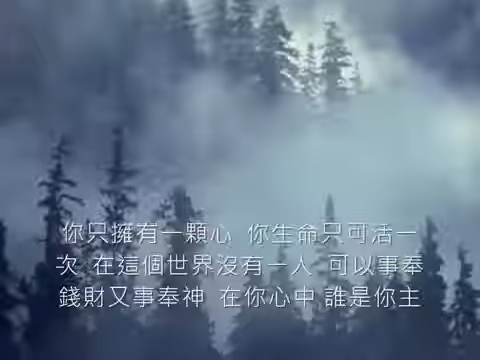 你只擁有一顆心 你生命只可活一
次 在這個世界沒有一人 可以事奉
錢財又事奉神 在你心中 誰是你主